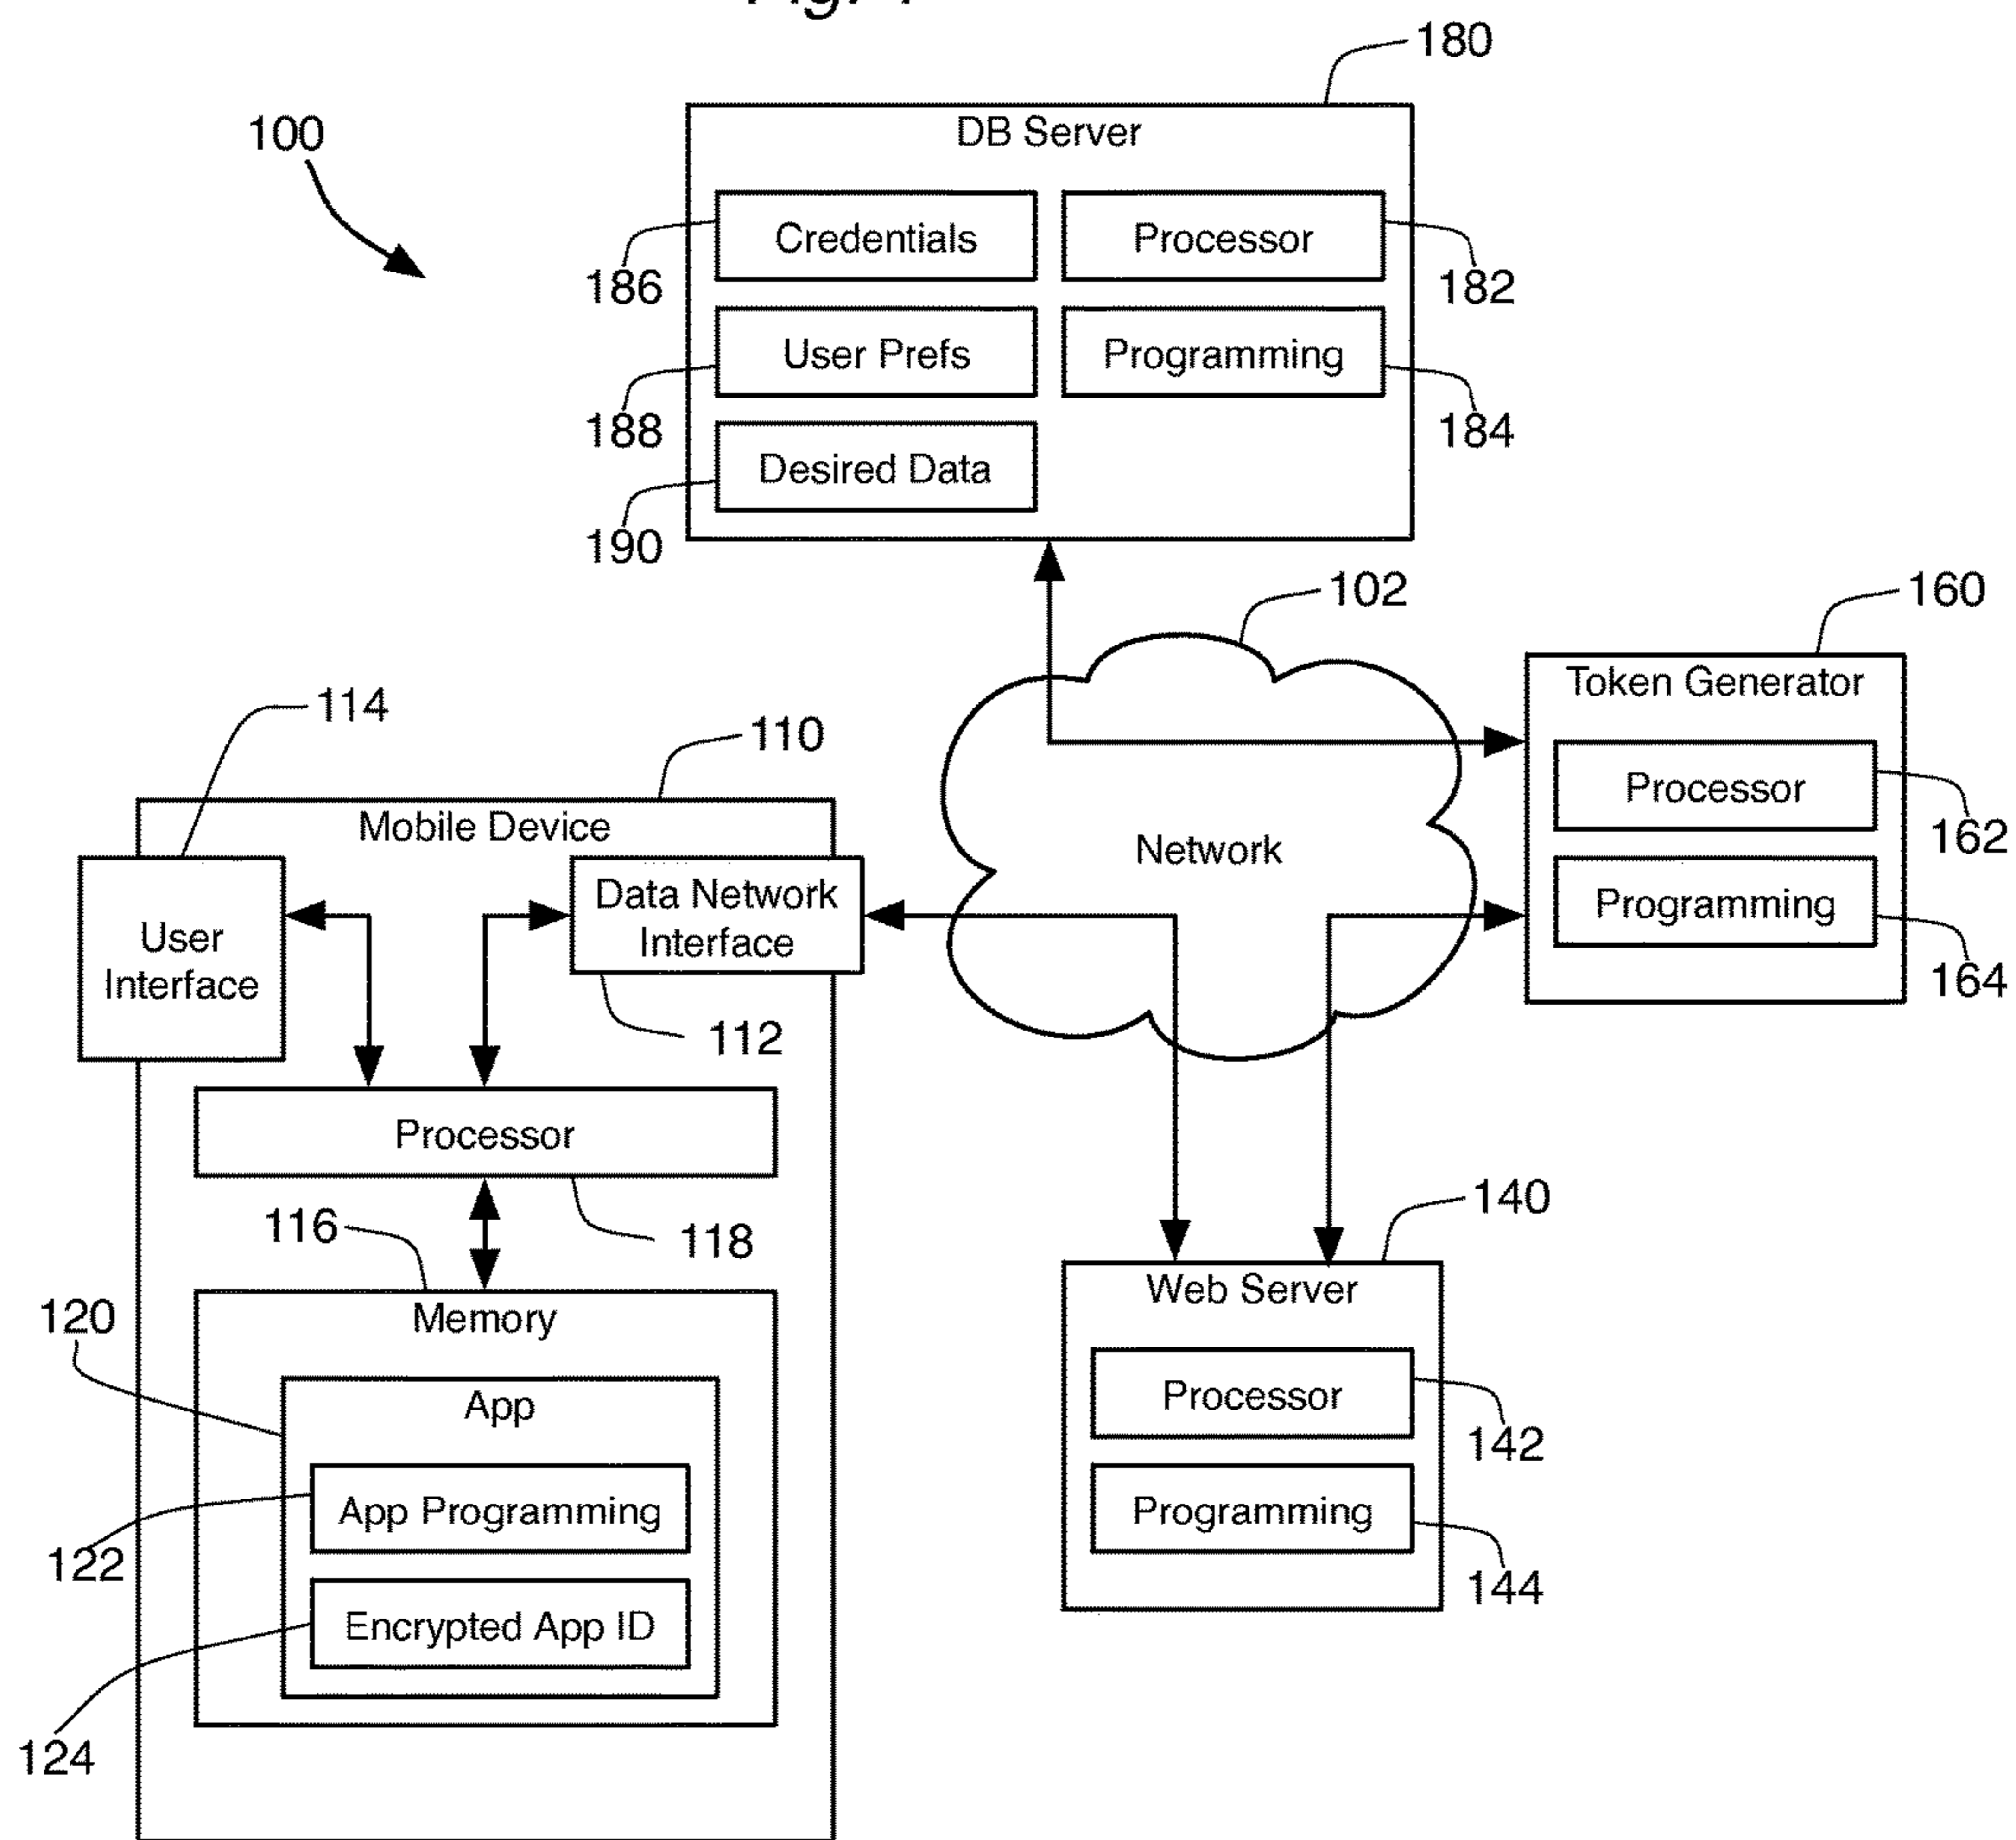 180
100
DB Server
Credentials
Processor
186
182
User Prefs
Programming
188
184
Desired Data
190
102
160
Token Generator
114
110
Processor
162
Mobile Device
Network
Data Network
Interface
User
Interface
Programming
164
112
Processor
140
116
118
Web Server
120
Memory
App
Processor
142
App Programming
Programming
122
144
Encrypted App ID
124